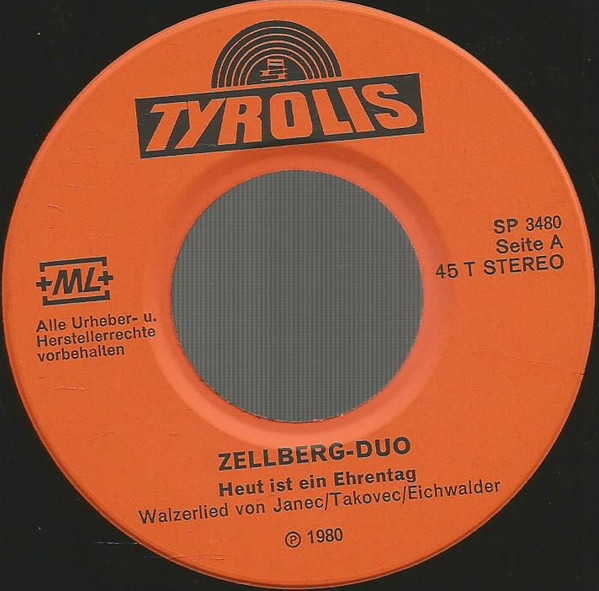 TYROLIS
SP 3480
Seite A
45 T STEREO
+ML+
Alle Urheber- u.
Herstellerrechte
vorbehalten
ZELLBERG-DUO
Heut ist ein Ehrentag
Walzerlied von Janec/Takovec/Eichwalder
℗ 1980